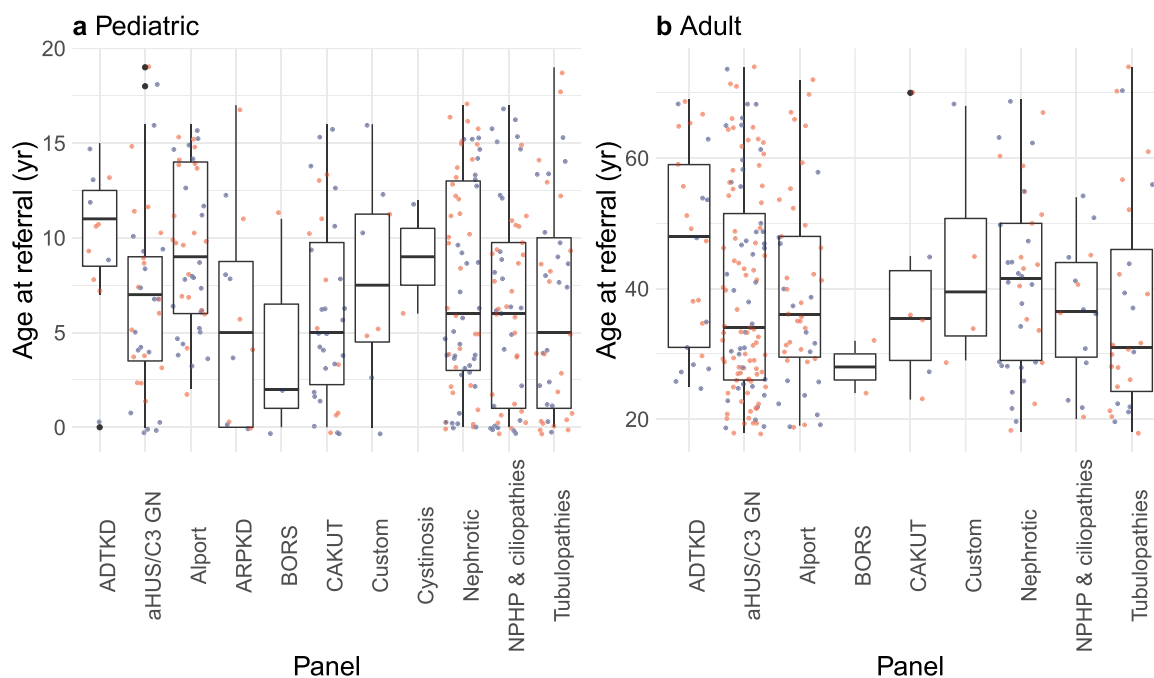 a Pediatric
Age at referral (yr)
20
15
10
5
0
ADTKD
aHUS/C3 GN
Alport
ARPKD
BORS
CAKUT
Custom
Cystinosis
Nephrotic
NPHP & ciliopathies
Tubulopathies
Panel
b Adult
Age at referral (yr)
60
40
20
ADTKD
aHUS/C3 GN
Alport
BORS
CAKUT
Custom
Nephrotic
NPHP & ciliopathies
Tubulopathies
Panel